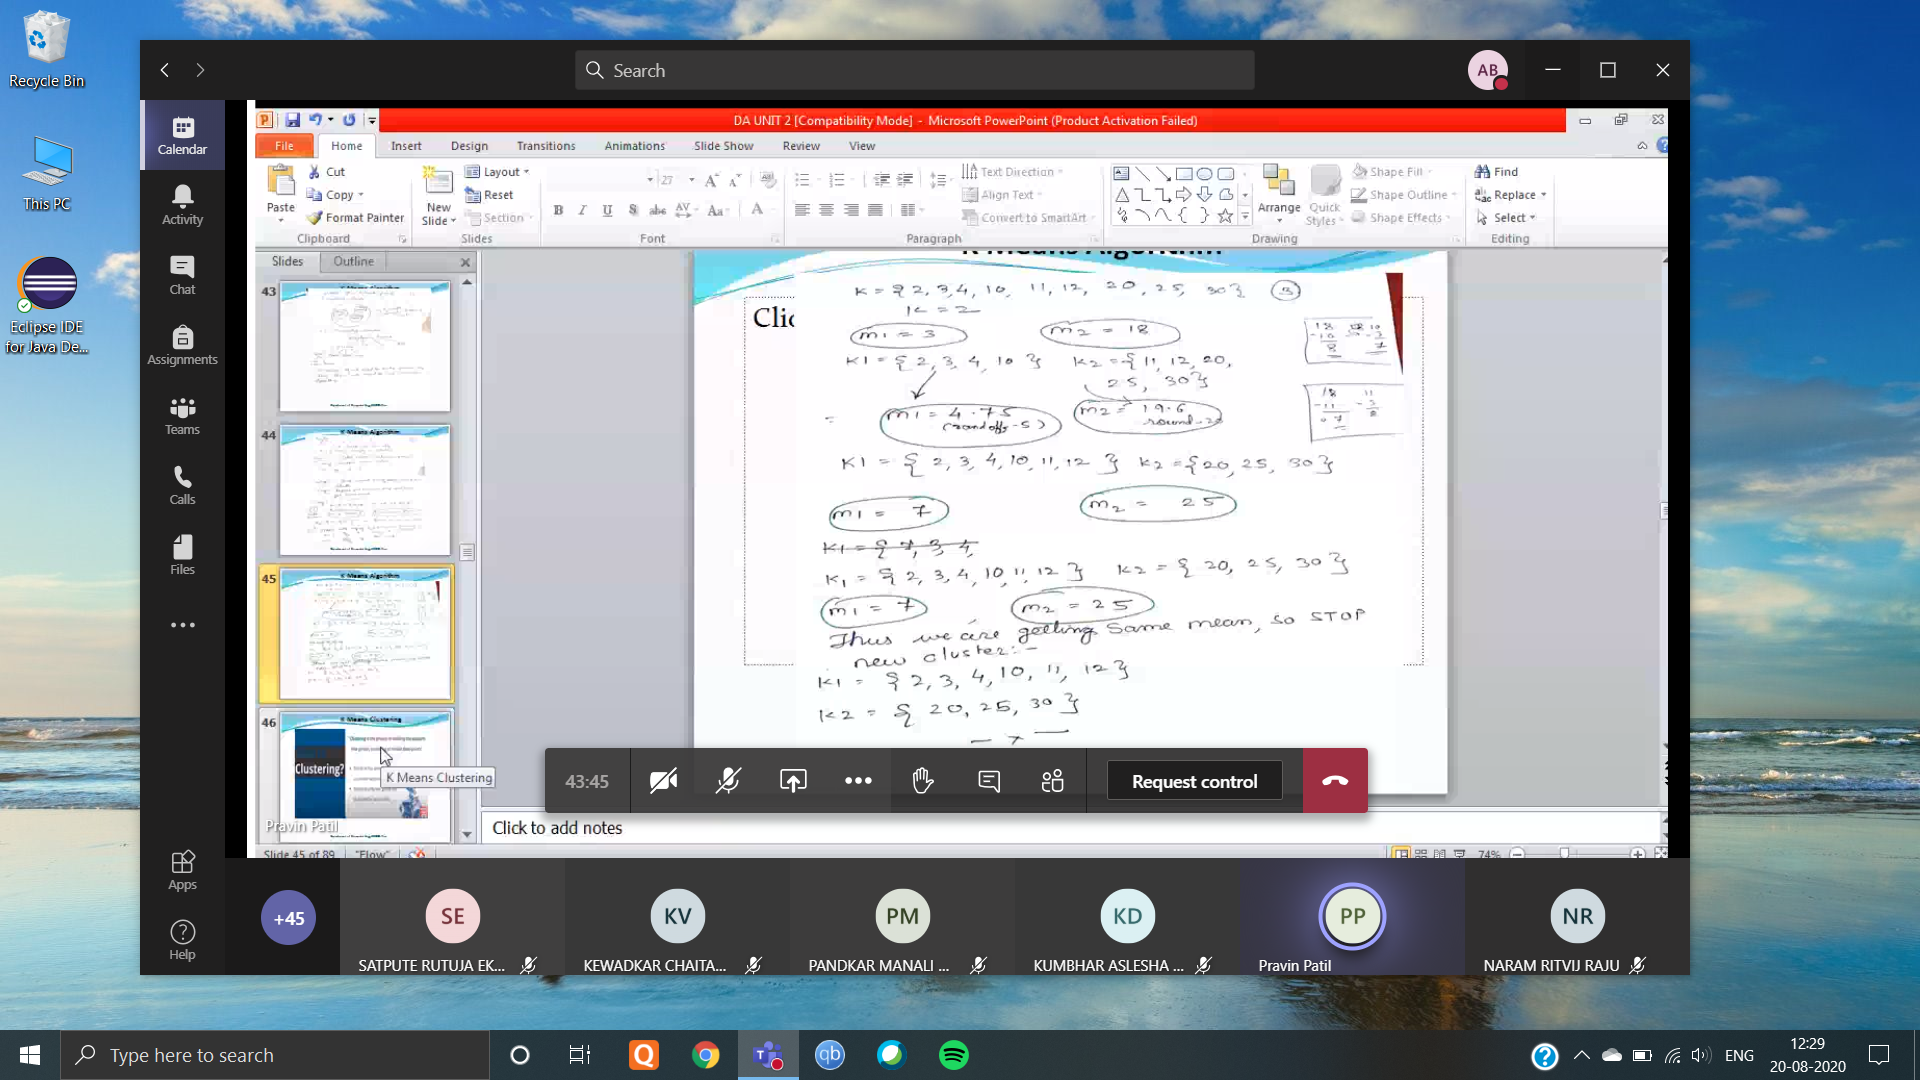 Recycle Bin
This PC
Eclipse IDE
for Java De...
Search
AB
Calendar
Activity
Chat
Assignments
Teams
Calls
Files
Apps
Help
DA UNIT 2 [Compatibility Mode] - Microsoft PowerPoint (Product Activation Failed)
File Home Insert Design Transitions Animations Slide Show Review View
Paste
Cut
Copy
Format Painter
Clipboard
New
Slide
Layout
Reset
Section
Slides
27
Font
Text Direction
Align Text
Convert to SmartArt
Paragraph
Arrange
Quick
Styles
Shape Fill
Shape Outline
Shape Effects
Drawing
Find
Replace
Select
Editing
Slides Outline
43
44
45
46
K Means Algorithm
K Means Clustering
Clustering?
K Means Clustering
Pravin Patil
K Means Algorithm
Clic
K = {2, 3, 4, 10, 11, 12, 20, 25, 30}
K = 2
m1 = 3 m2 = 18
K1 = {2, 3, 4, 10} K2 = {11, 12, 20,
25, 30}
= m1 = 4.75 m2 = 19.6
K1 = {2, 3, 4, 10, 11, 12} K2 = {20, 25, 30}
m1 = 7 m2 = 25
K1 = {2, 3, 4, 10, 11, 12} K2 = {20, 25, 30}
m1 = 7 m2 = 25
Thus we are getting same mean, so STOP
new cluster:-
K1 = {2, 3, 4, 10, 11, 12}
K2 = {20, 25, 30}
43:45
Request control
Click to add notes
Slide 45 of 89 "Flow" 74%
+45
SE
SATPUTE RUTUJA EK...
KV
KEWADKAR CHAITA...
PM
PANDKAR MANALI ...
KD
KUMBHAR ASLESHA ...
PP
Pravin Patil
NR
NARAM RITVIJ RAJU
Type here to search
ENG
12:29
20-08-2020